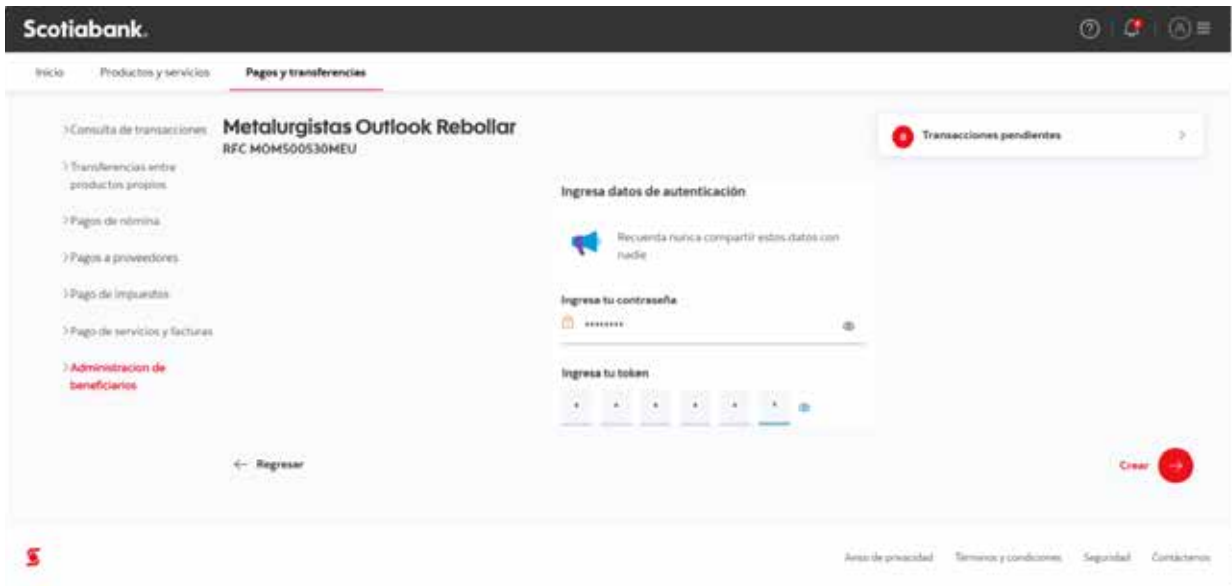 Scotiabank.
Inicio
Productos y servicios
Pagos y transferencias
Consulta de transacciones
Transferencias entre
productos propios
Pagos de nómina
Pagos a proveedores
Pago de impuestos
Pago de servicios y facturas
Administracion de
beneficiarios
Metalurgistas Outlook Rebollar
RFC MOM500530MEU
Transacciones pendientes
Ingresa datos de autenticación
Recuerda nunca compartir estos datos con
nadie
Ingresa tu contraseña
Ingresa tu token
Regresar
Crear
Aviso de privacidad
Términos y condiciones
Seguridad
Contáctenos